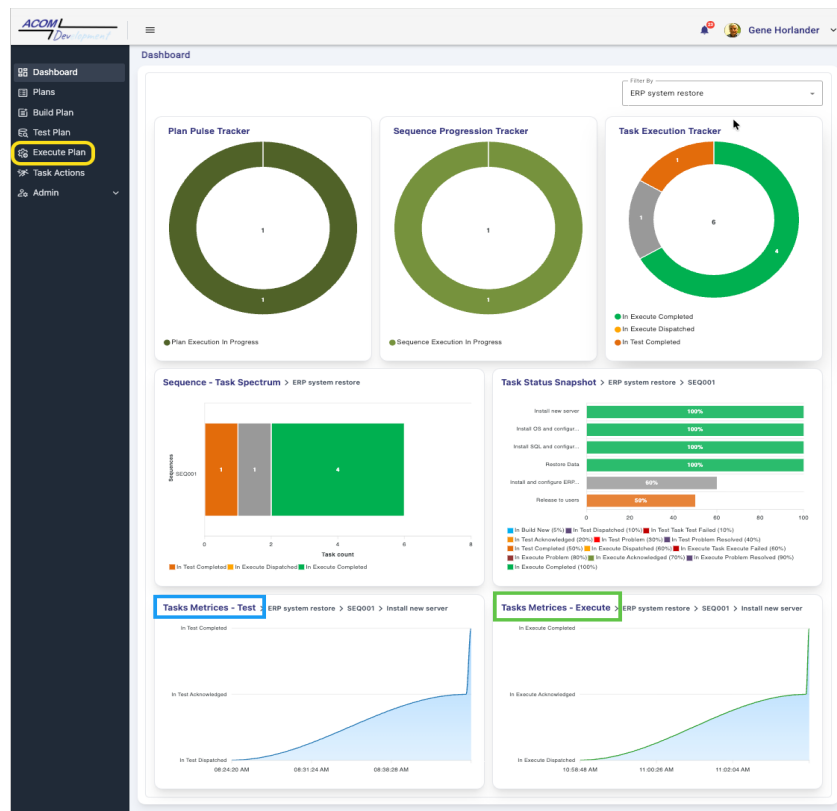 ACOM
Development
Gene Horlander
Dashboard
Dashboard
Plans
Build Plan
Test Plan
Execute Plan
Task Actions
Admin
Filter By
ERP system restore
Plan Pulse Tracker
1
1
Plan Execution In Progress
Sequence Progression Tracker
1
1
Sequence Execution In Progress
Task Execution Tracker
1
1
6
4
In Execute Completed
In Execute Dispatched
In Test Completed
Sequence - Task Spectrum > ERP system restore
Sequences
SEQ001
1 1 4
0 2 4 6 8
Task count
In Test Completed In Execute Dispatched In Execute Completed
Task Status Snapshot > ERP system restore > SEQ001
Install new server 100%
Install OS and configur... 100%
Install SQL and configur... 100%
Restore Data 100%
Install and configure ERP... 60%
Release to users 50%
0 20 40 60 80 100
In Build New (5%) In Test Dispatched (10%) In Test Task Test Failed (10%)
In Test Acknowledged (20%) In Test Problem (30%) In Test Problem Resolved (40%)
In Test Completed (50%) In Execute Dispatched (60%) In Execute Task Execute Failed (60%)
In Execute Problem (80%) In Execute Acknowledged (70%) In Execute Problem Resolved (90%)
In Execute Completed (100%)
Tasks Metrices - Test > ERP system restore > SEQ001 > Install new server
In Test Completed
In Test Acknowledged
In Test Dispatched
08:24:20 AM 08:31:24 AM 08:38:28 AM
Tasks Metrices - Execute > ERP system restore > SEQ001 > Install new server
In Execute Completed
In Execute Acknowledged
In Execute Dispatched
10:58:48 AM 11:00:26 AM 11:02:04 AM